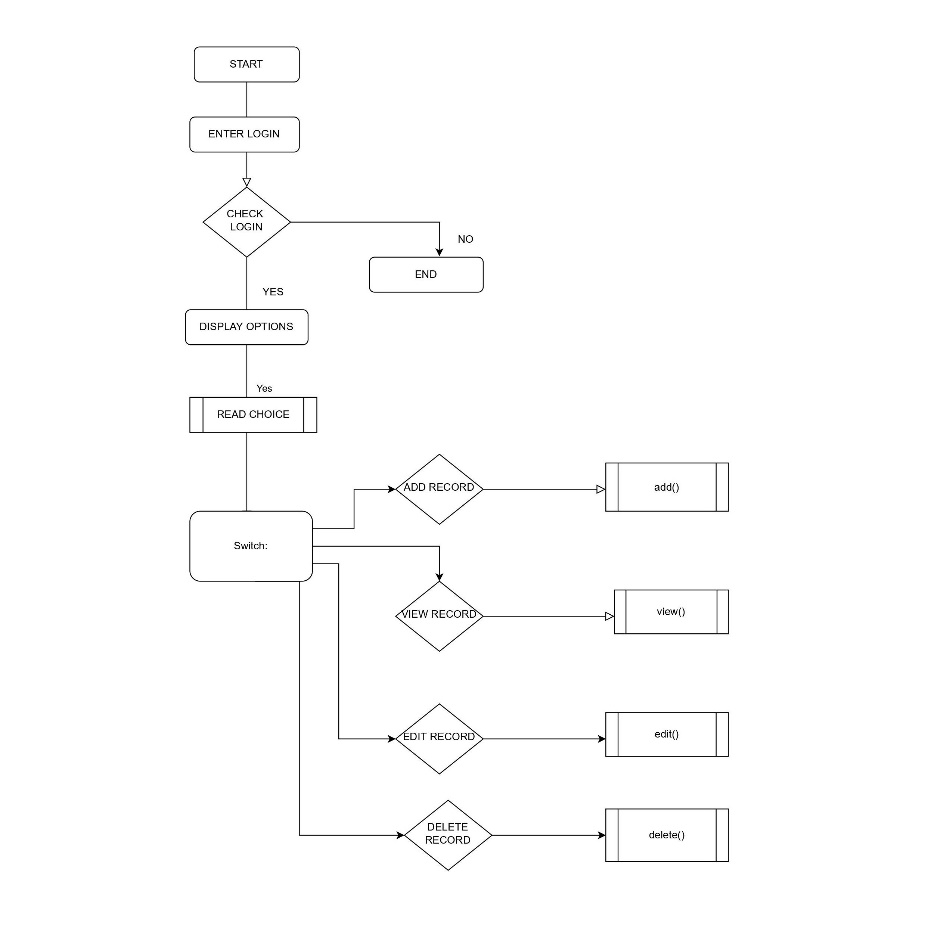 START
ENTER LOGIN
CHECK
LOGIN
NO
END
YES
DISPLAY OPTIONS
Yes
READ CHOICE
ADD RECORD
add()
Switch:
VIEW RECORD
view()
EDIT RECORD
edit()
DELETE
RECORD
delete()